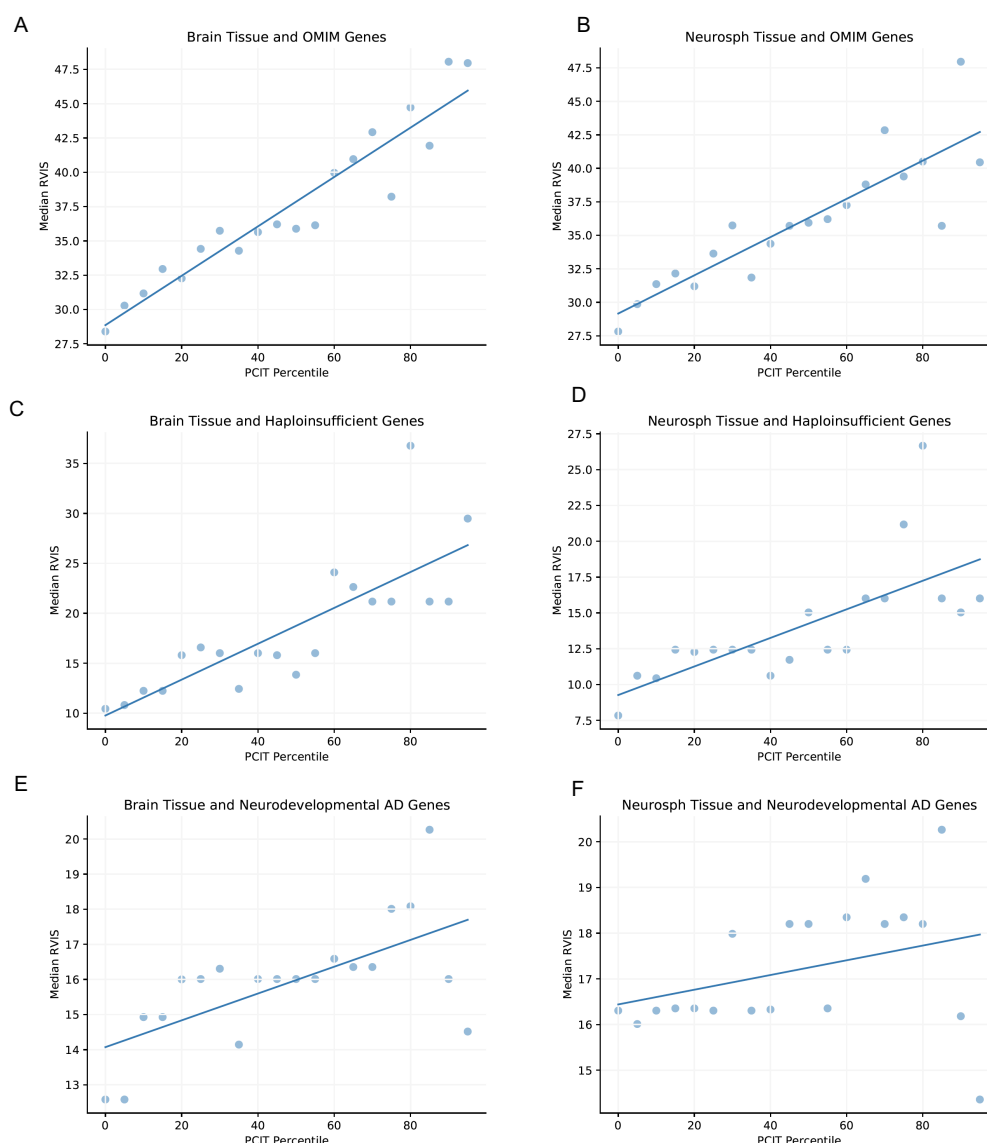 A
Brain Tissue and OMIM Genes
47.5
45.0
42.5
40.0
37.5
35.0
32.5
30.0
27.5
Median RVIS
0 20 40 60 80
PCIT Percentile
B
Neurosph Tissue and OMIM Genes
47.5
45.0
42.5
40.0
37.5
35.0
32.5
30.0
27.5
Median RVIS
0 20 40 60 80
PCIT Percentile
C
Brain Tissue and Haploinsufficient Genes
35
30
25
20
15
10
Median RVIS
0 20 40 60 80
PCIT Percentile
D
Neurosph Tissue and Haploinsufficient Genes
27.5
25.0
22.5
20.0
17.5
15.0
12.5
10.0
7.5
Median RVIS
0 20 40 60 80
PCIT Percentile
E
Brain Tissue and Neurodevelopmental AD Genes
20
19
18
17
16
15
14
13
Median RVIS
0 20 40 60 80
PCIT Percentile
F
Neurosph Tissue and Neurodevelopmental AD Genes
20
19
18
17
16
15
Median RVIS
0 20 40 60 80
PCIT Percentile